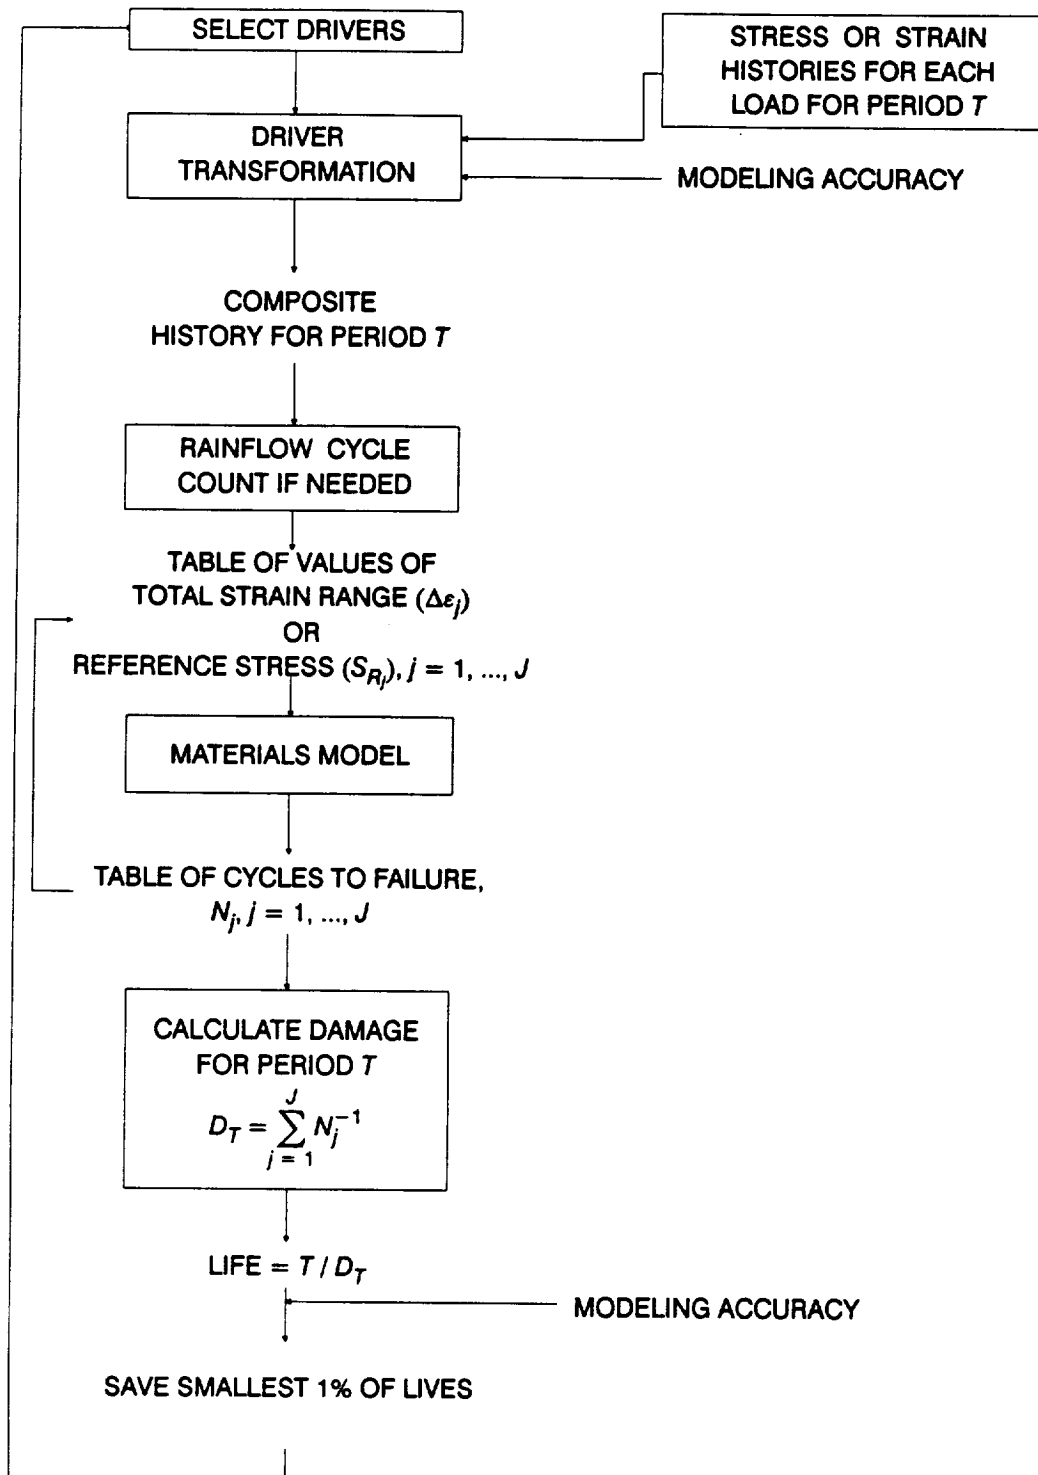 SELECT DRIVERS
STRESS OR STRAIN
HISTORIES FOR EACH
LOAD FOR PERIOD T
DRIVER
TRANSFORMATION
MODELING ACCURACY
COMPOSITE
HISTORY FOR PERIOD T
RAINFLOW CYCLE
COUNT IF NEEDED
TABLE OF VALUES OF
TOTAL STRAIN RANGE (Δε_j)
OR
REFERENCE STRESS (S_{R_j}), j = 1, ..., J
MATERIALS MODEL
TABLE OF CYCLES TO FAILURE,
N_j, j = 1, ..., J
CALCULATE DAMAGE
FOR PERIOD T
D_T = \sum_{j = 1}^{J} N_j^{-1}
LIFE = T / D_T
MODELING ACCURACY
SAVE SMALLEST 1% OF LIVES